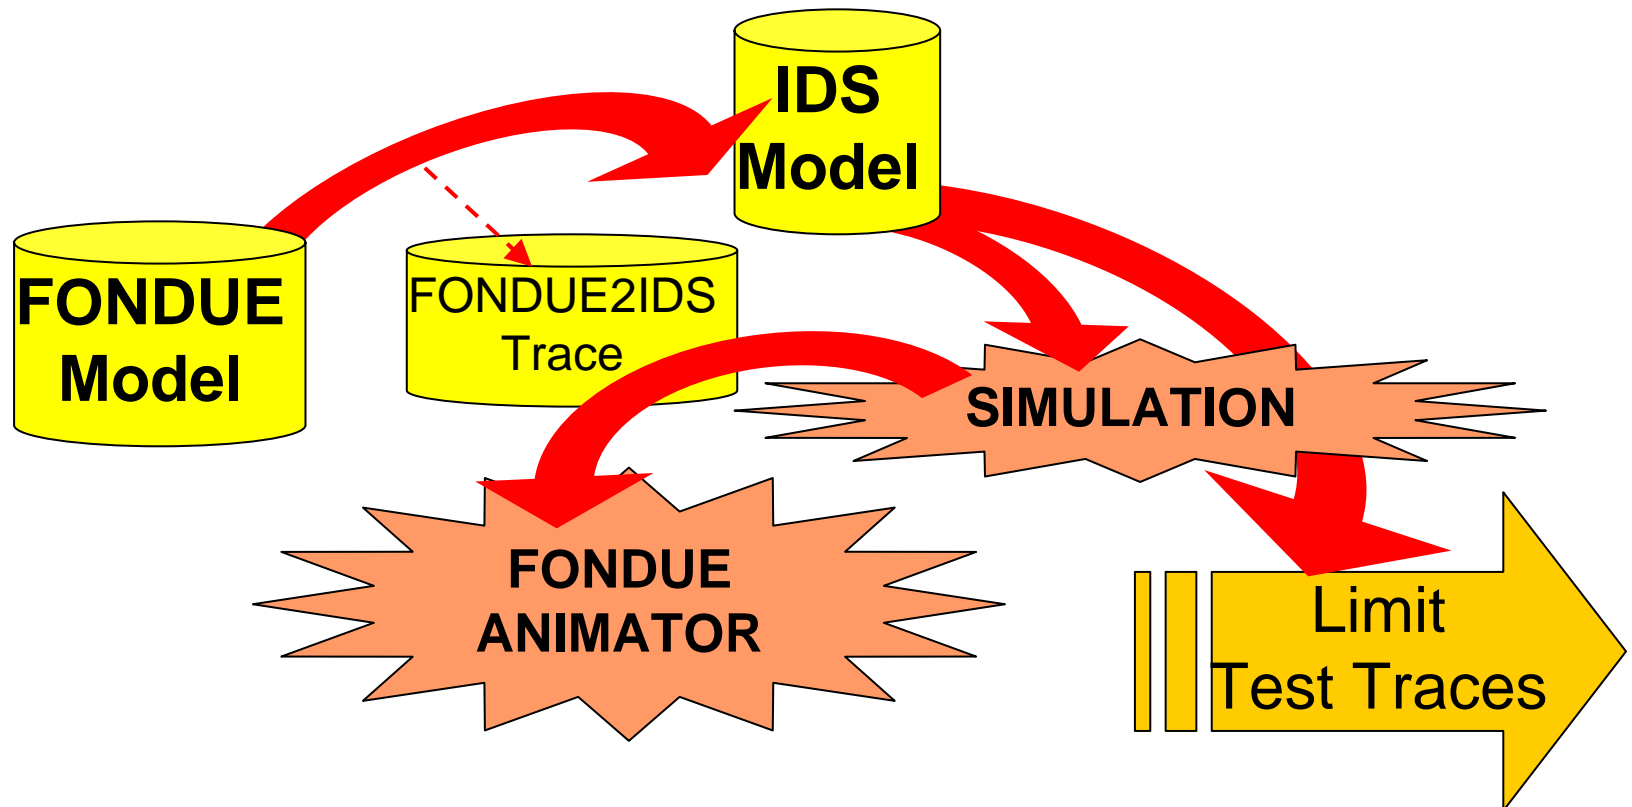 IDS
Model
FONDUE
Model
FONDUE2IDS
Trace
SIMULATION
FONDUE
ANIMATOR
Limit
Test Traces